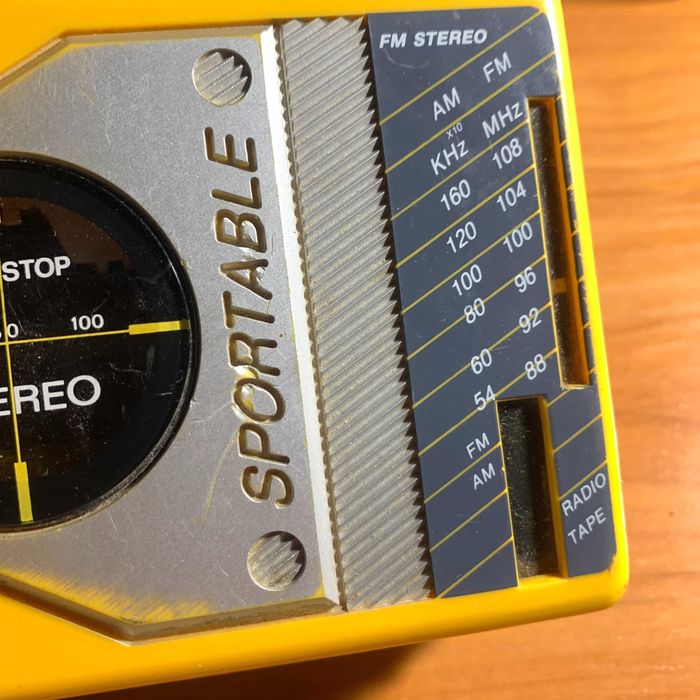 STOP
100
EREO
SPORTABLE
FM STEREO
AM FM
x10
KHz MHz
160 108
120 104
100 100
80 96
60 92
54 88
FM
AM
RADIO
TAPE